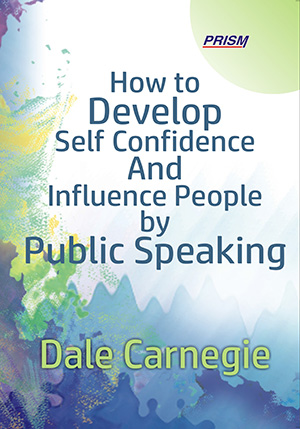 PRISM
How to
Develop
Self Confidence
And
Influence People
by
Public Speaking
Dale Carnegie